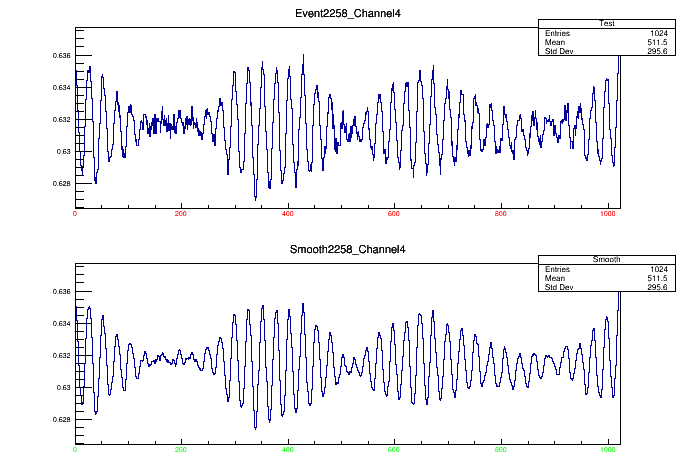 Event2258_Channel4
Test
Entries 1024
Mean 511.5
Std Dev 295.6
0.636
0.634
0.632
0.63
0.628
0 200 400 600 800 1000
Smooth2258_Channel4
Smooth
Entries 1024
Mean 511.5
Std Dev 295.6
0.636
0.634
0.632
0.63
0.628
0 200 400 600 800 1000